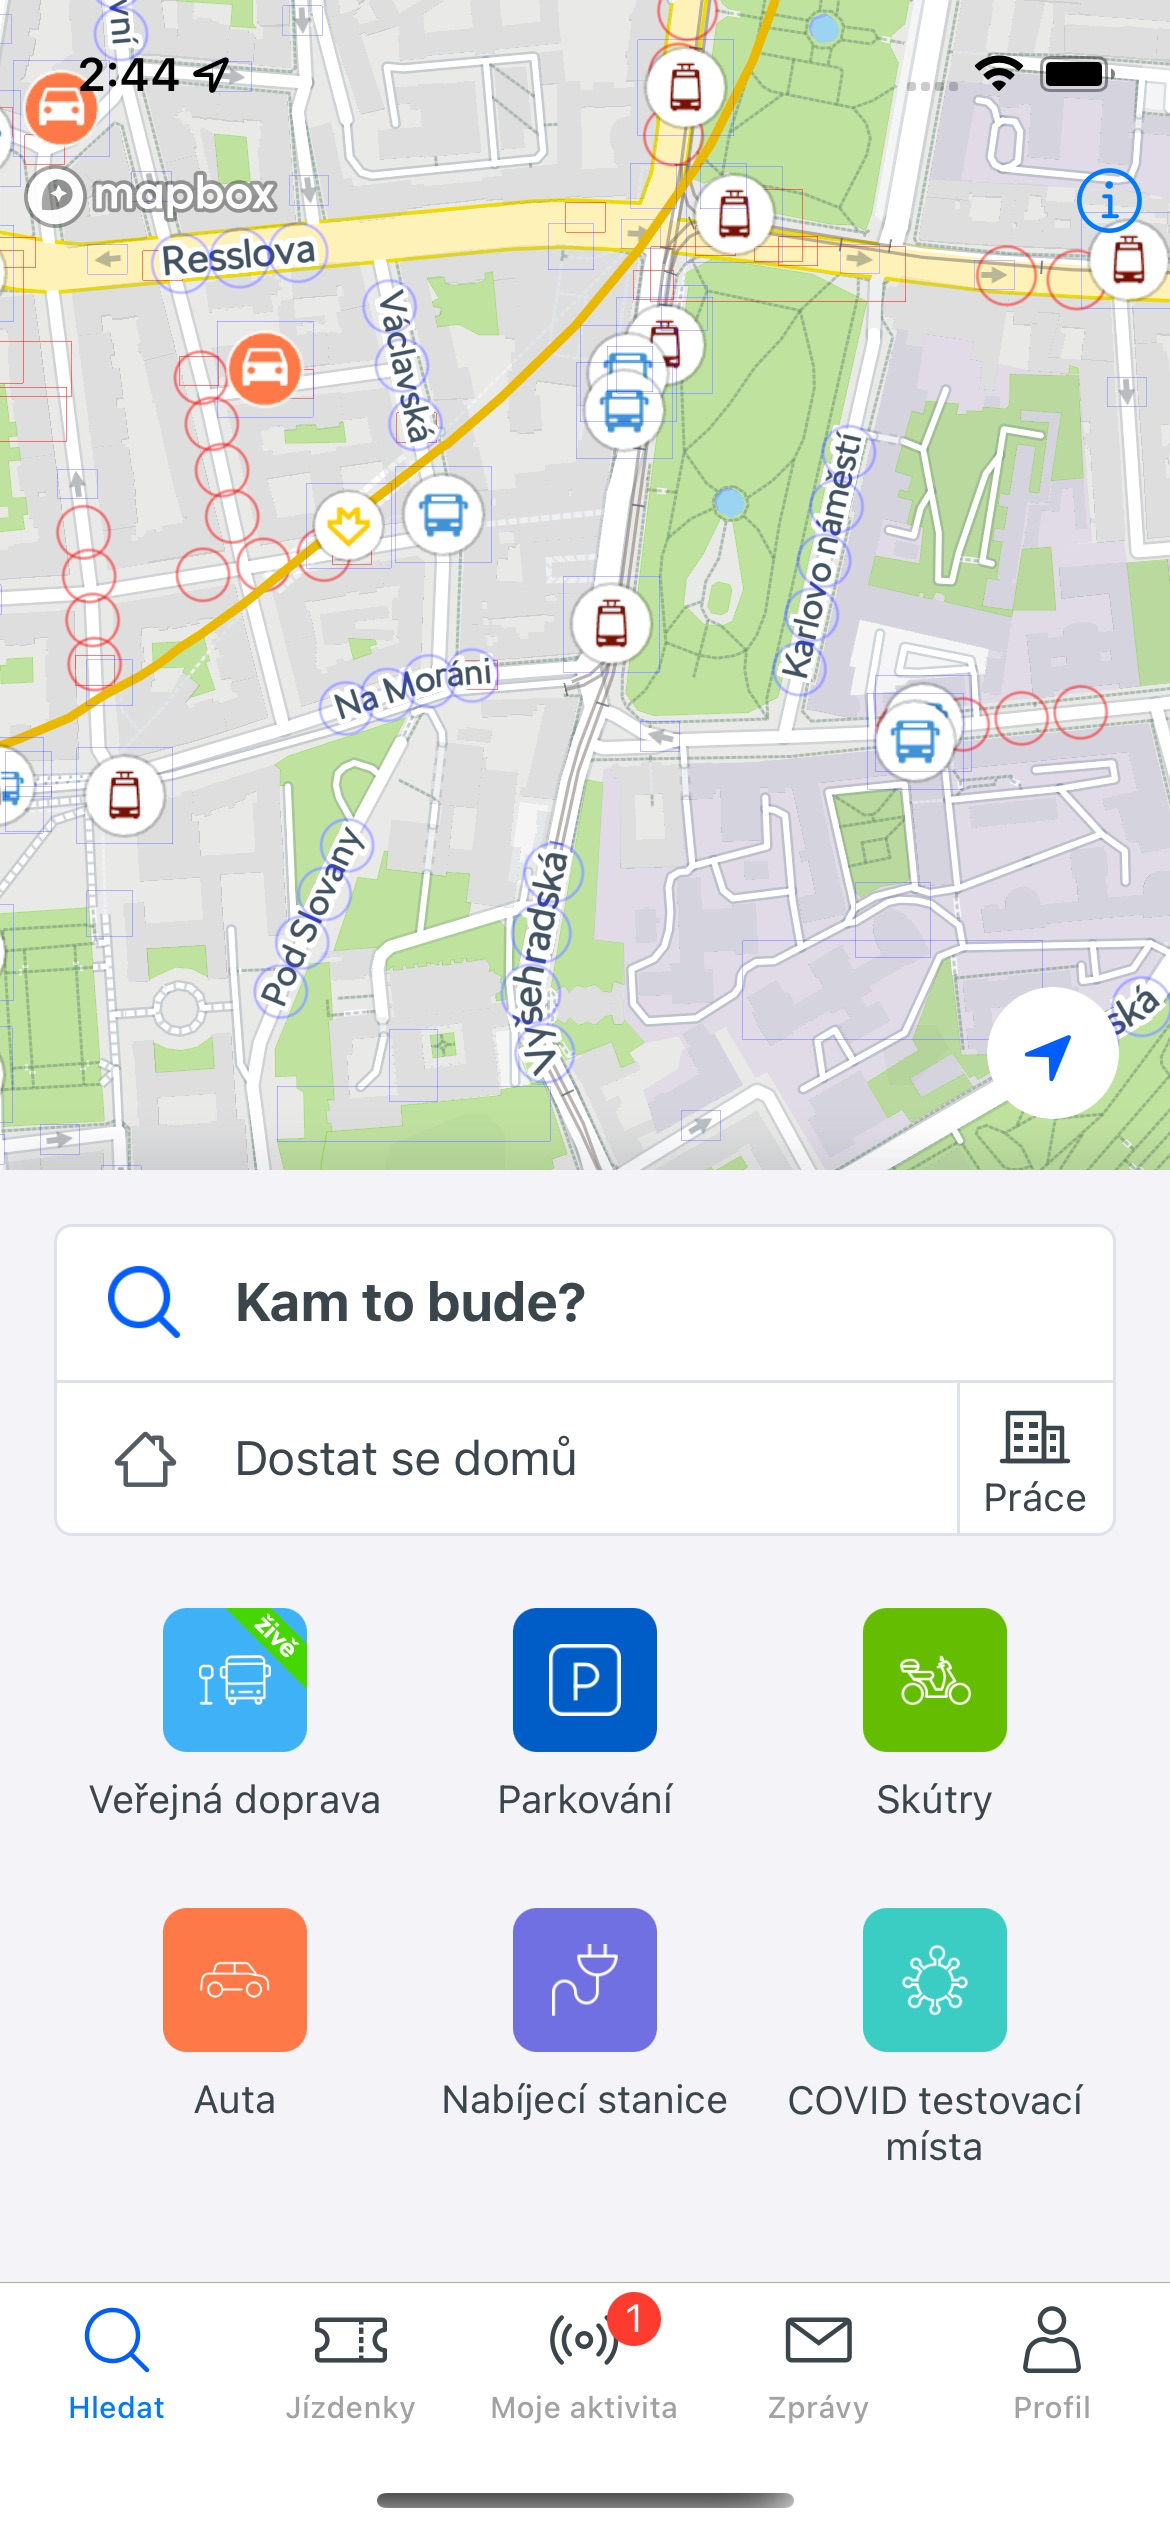 vní
2:44
mapbox
Resslova
Václavská
Karlovo náměstí
Na Moráni
Pod Slovany
Vyšehradská
ská
Kam to bude?
Dostat se domů
Práce
živě
P
Veřejná doprava
Parkování
Skútry
Auta
Nabíjecí stanice
COVID testovací
místa
1
Hledat
Jízdenky
Moje aktivita
Zprávy
Profil